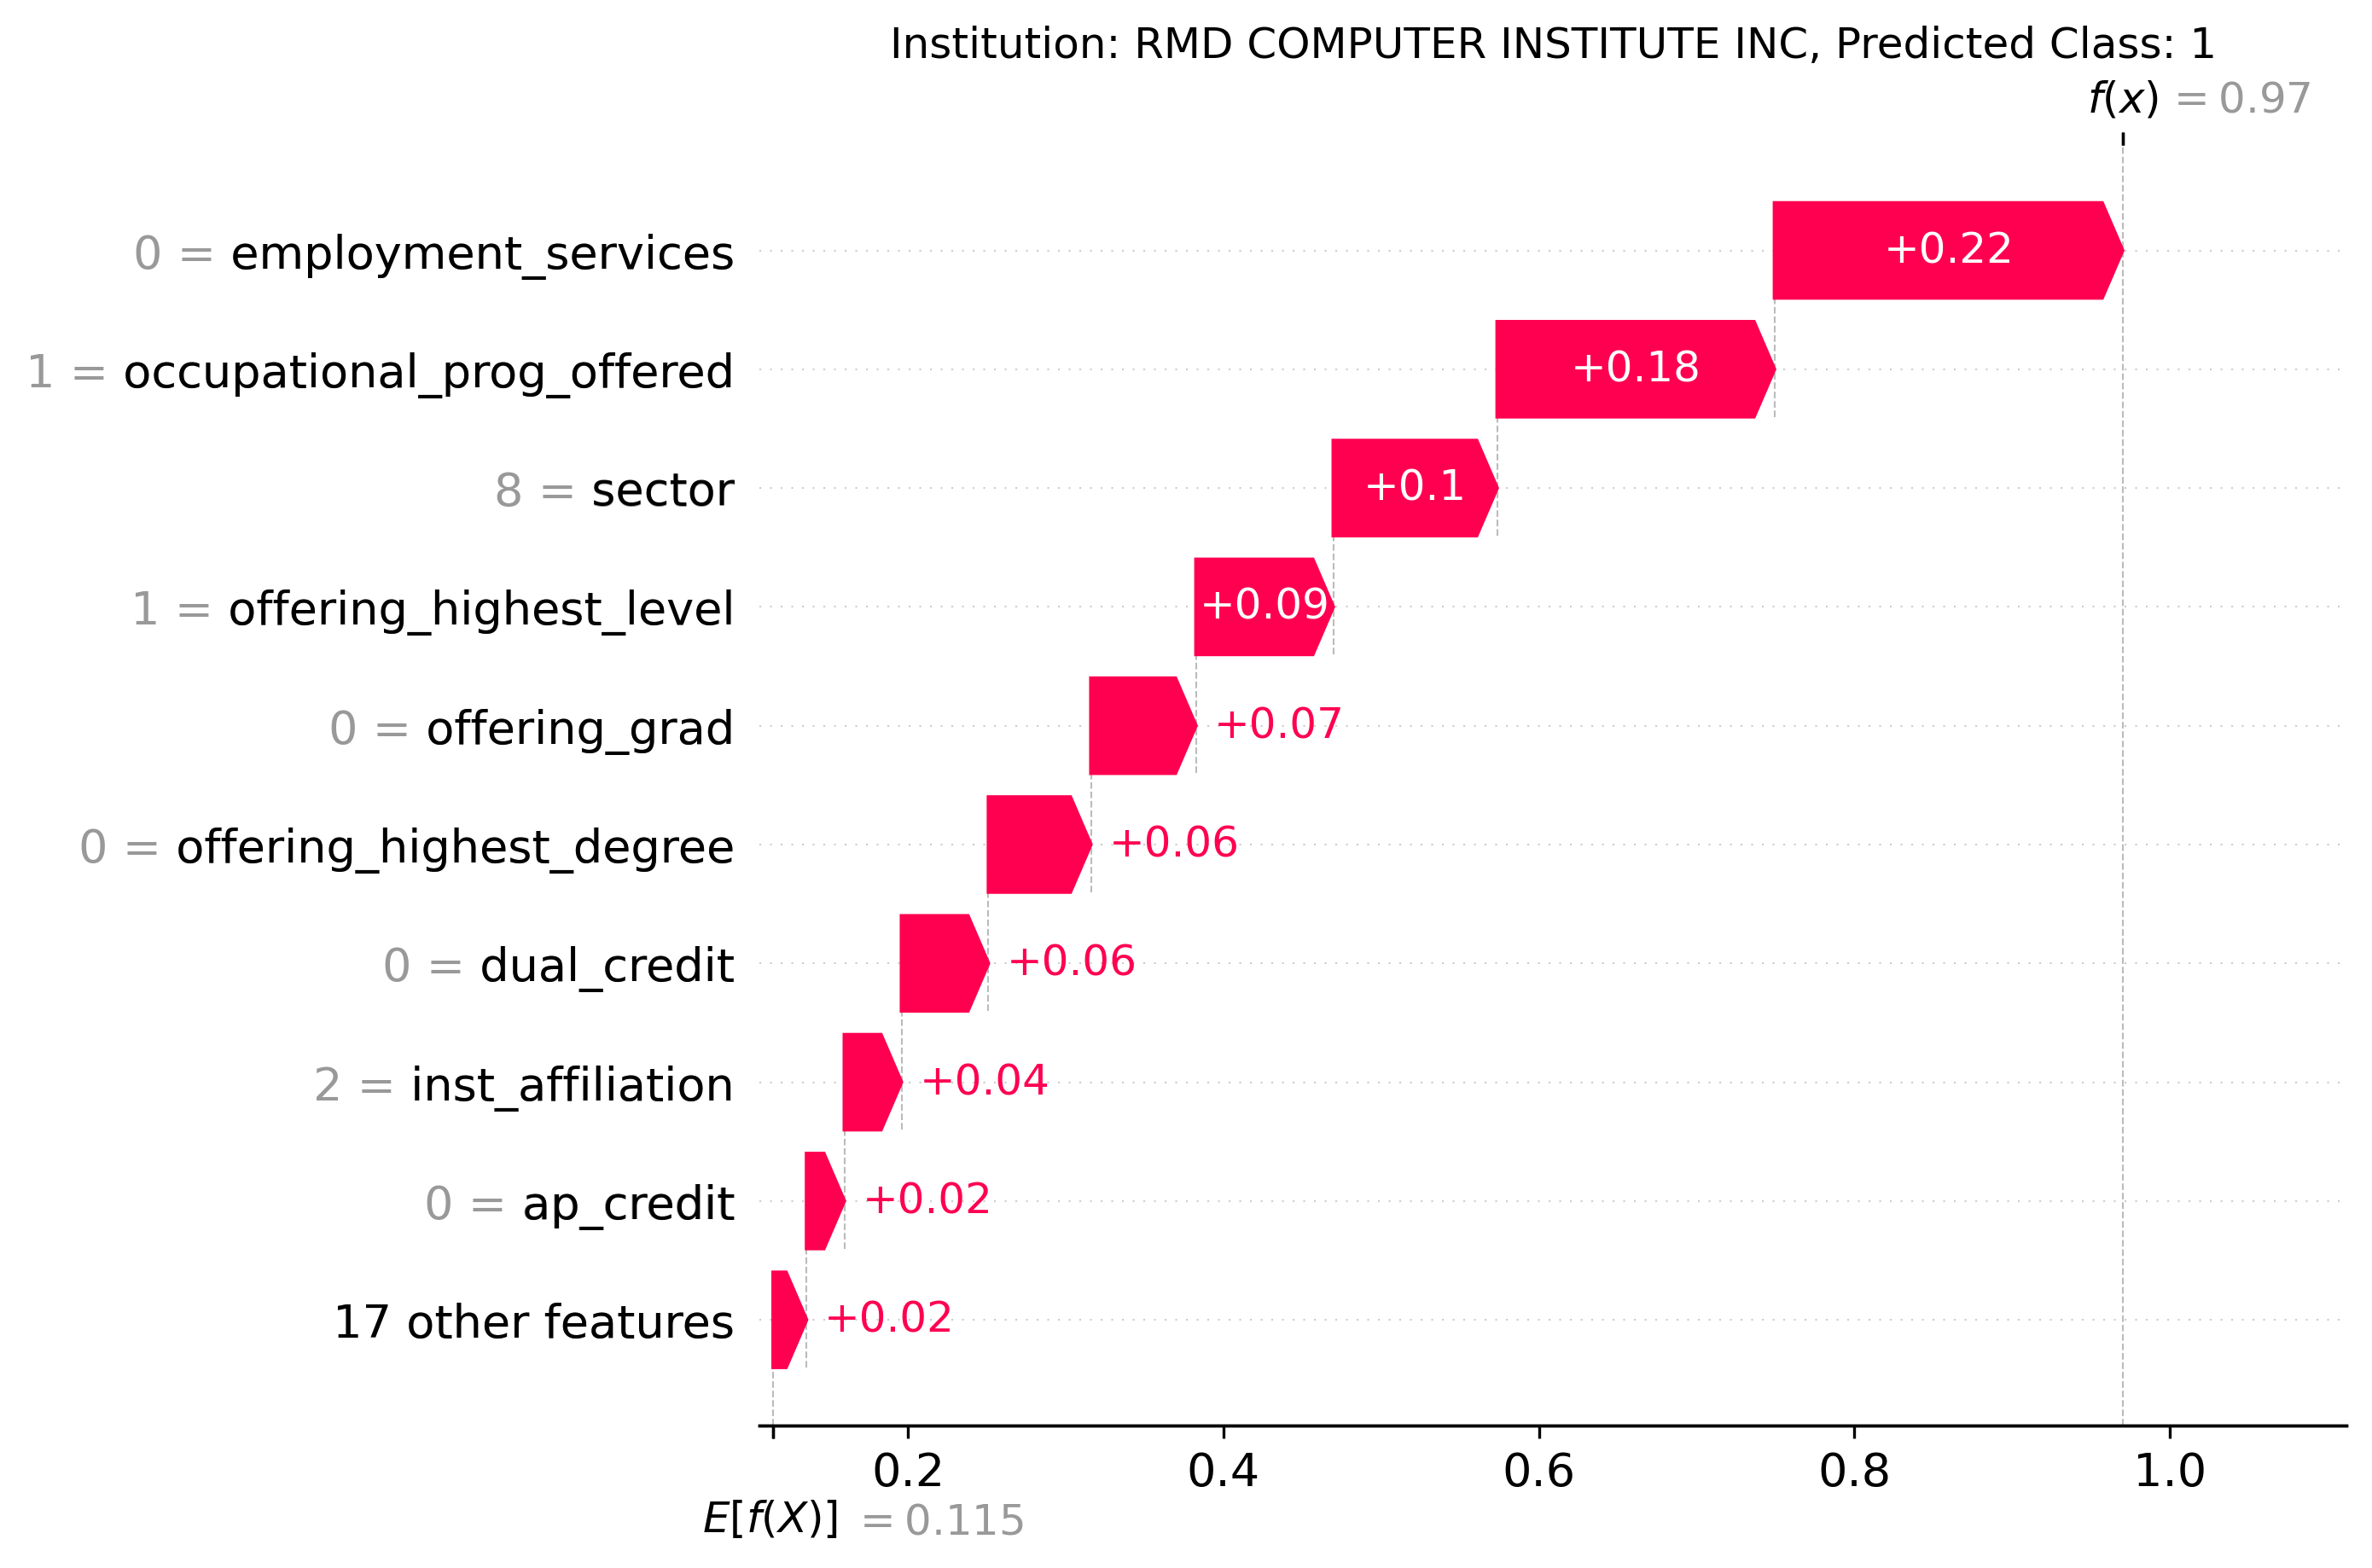 Institution: RMD COMPUTER INSTITUTE INC, Predicted Class: 1
f(x) = 0.97
0 = employment_services +0.22
1 = occupational_prog_offered +0.18
8 = sector +0.1
1 = offering_highest_level +0.09
0 = offering_grad +0.07
0 = offering_highest_degree +0.06
0 = dual_credit +0.06
2 = inst_affiliation +0.04
0 = ap_credit +0.02
17 other features +0.02
0.2 0.4 0.6 0.8 1.0
E[f(X)] = 0.115